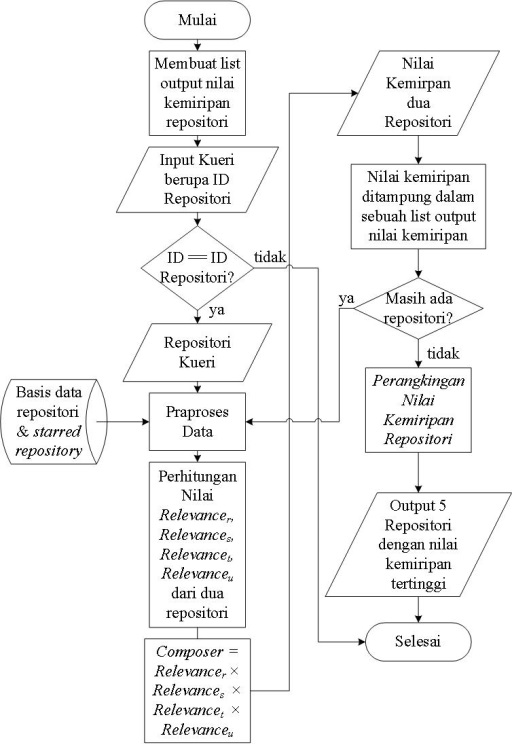 Mulai
Membuat list
output nilai
kemiripan
repositori
Input Kueri
berupa ID
Repositori
ID == ID
Repositori?
tidak
ya
Repositori
Kueri
Basis data
repositori
& starred
repository
Praproses
Data
Perhitungan
Nilai
Relevanceᵣ,
Relevanceₛ,
Relevanceₜ,
Relevanceᵤ
dari dua
repositori
Composer =
Relevanceᵣ ×
Relevanceₛ ×
Relevanceₜ ×
Relevanceᵤ
Nilai
Kemirpan
dua
Repositori
Nilai kemiripan
ditampung dalam
sebuah list output
nilai kemiripan
ya
Masih ada
repositori?
tidak
Perangkingan
Nilai
Kemiripan
Repositori
Output 5
Repositori
dengan nilai
kemiripan
tertinggi
Selesai